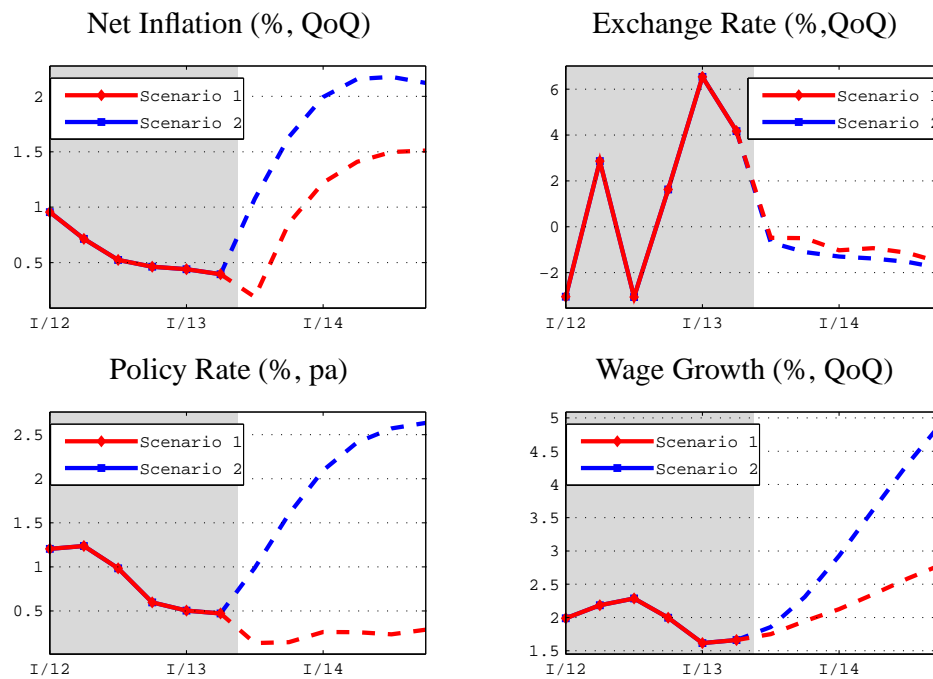 Net Inflation (%, QoQ)
Scenario 1
Scenario 2
2
1.5
1
0.5
I/12 I/13 I/14
Exchange Rate (%,QoQ)
Scenario 1
Scenario 2
6
4
2
0
−2
I/12 I/13 I/14
Policy Rate (%, pa)
Scenario 1
Scenario 2
2.5
2
1.5
1
0.5
I/12 I/13 I/14
Wage Growth (%, QoQ)
Scenario 1
Scenario 2
5
4.5
4
3.5
3
2.5
2
1.5
I/12 I/13 I/14